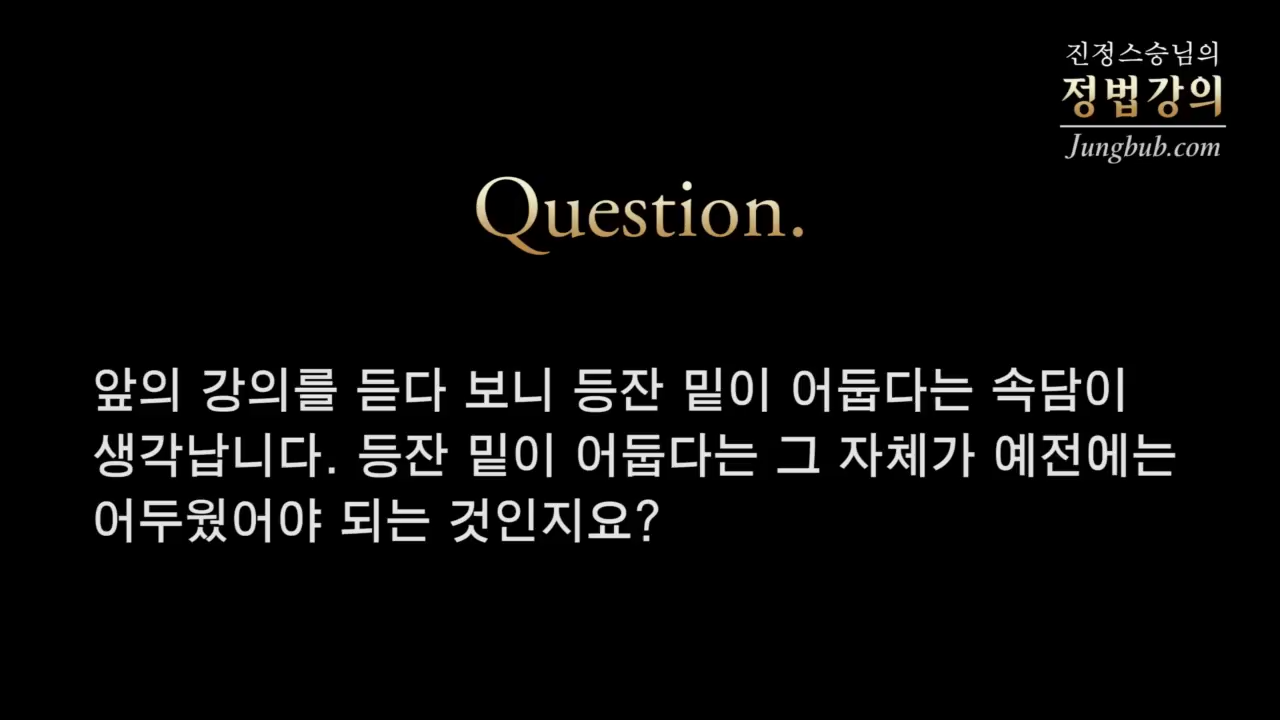 진정스승님의
정법강의
Jungbub.com
Question.
앞의 강의를 듣다 보니 등잔 밑이 어둡다는 속담이
생각납니다. 등잔 밑이 어둡다는 그 자체가 예전에는
어두웠어야 되는 것인지요?